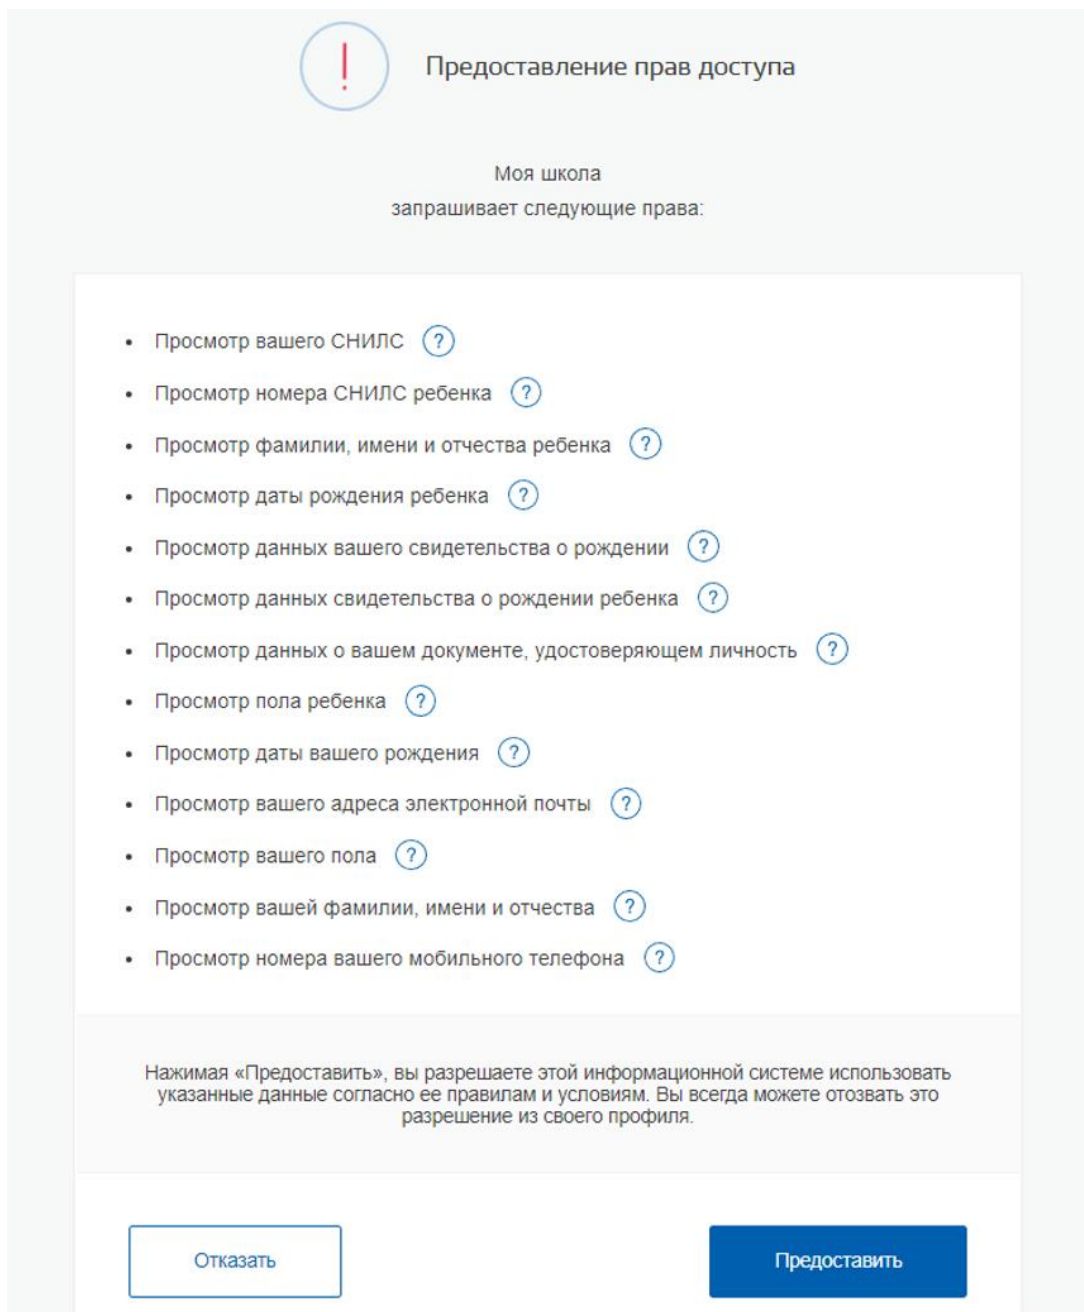 Предоставление прав доступа
Моя школа
запрашивает следующие права:
• Просмотр вашего СНИЛС ?
• Просмотр номера СНИЛС ребенка ?
• Просмотр фамилии, имени и отчества ребенка ?
• Просмотр даты рождения ребенка ?
• Просмотр данных вашего свидетельства о рождении ?
• Просмотр данных свидетельства о рождении ребенка ?
• Просмотр данных о вашем документе, удостоверяющем личность ?
• Просмотр пола ребенка ?
• Просмотр даты вашего рождения ?
• Просмотр вашего адреса электронной почты ?
• Просмотр вашего пола ?
• Просмотр вашей фамилии, имени и отчества ?
• Просмотр номера вашего мобильного телефона ?
Нажимая «Предоставить», вы разрешаете этой информационной системе использовать
указанные данные согласно ее правилам и условиям. Вы всегда можете отозвать это
разрешение из своего профиля.
Отказать
Предоставить